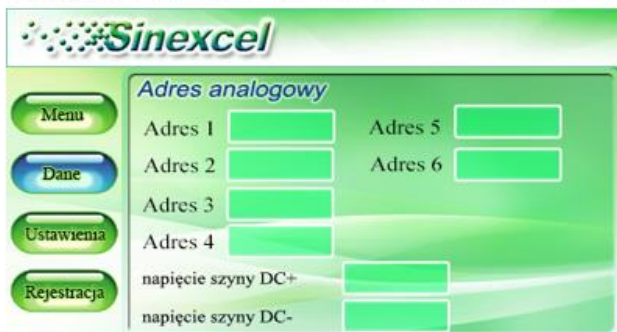 Sinexcel
Adres analogowy
Menu
Dane
Ustawienia
Rejestracja
Adres 1
Adres 2
Adres 3
Adres 4
Adres 5
Adres 6
napięcie szyny DC+
napięcie szyny DC-